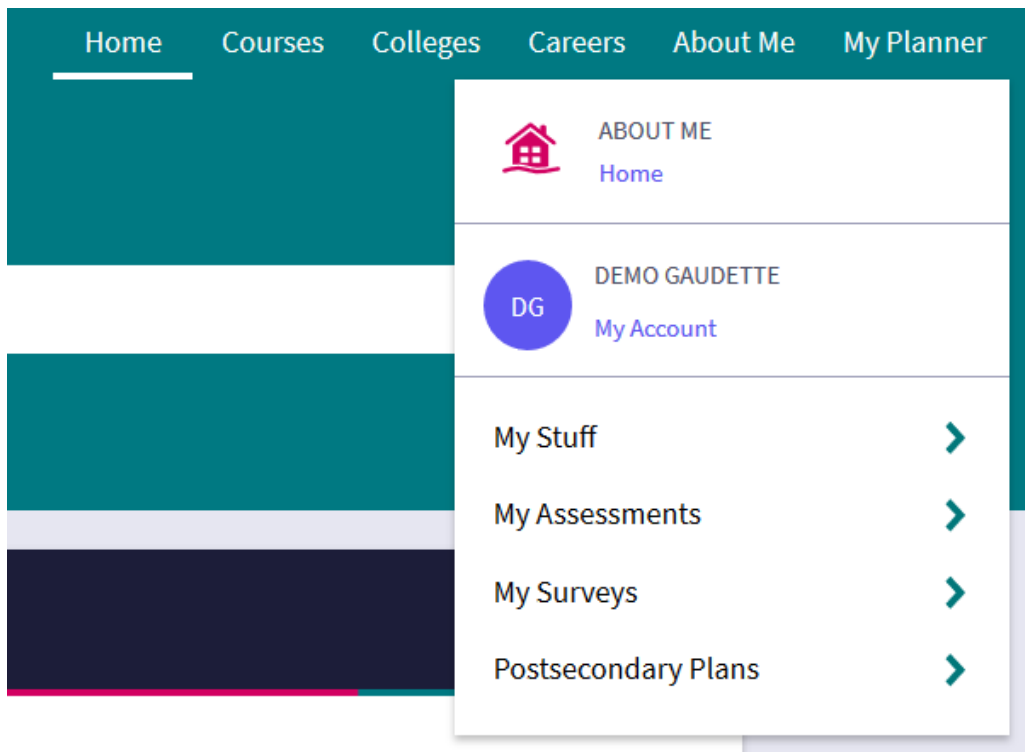 Home Courses Colleges Careers About Me My Planner
ABOUT ME
Home
DEMO GAUDETTE
DG
My Account
My Stuff
My Assessments
My Surveys
Postsecondary Plans